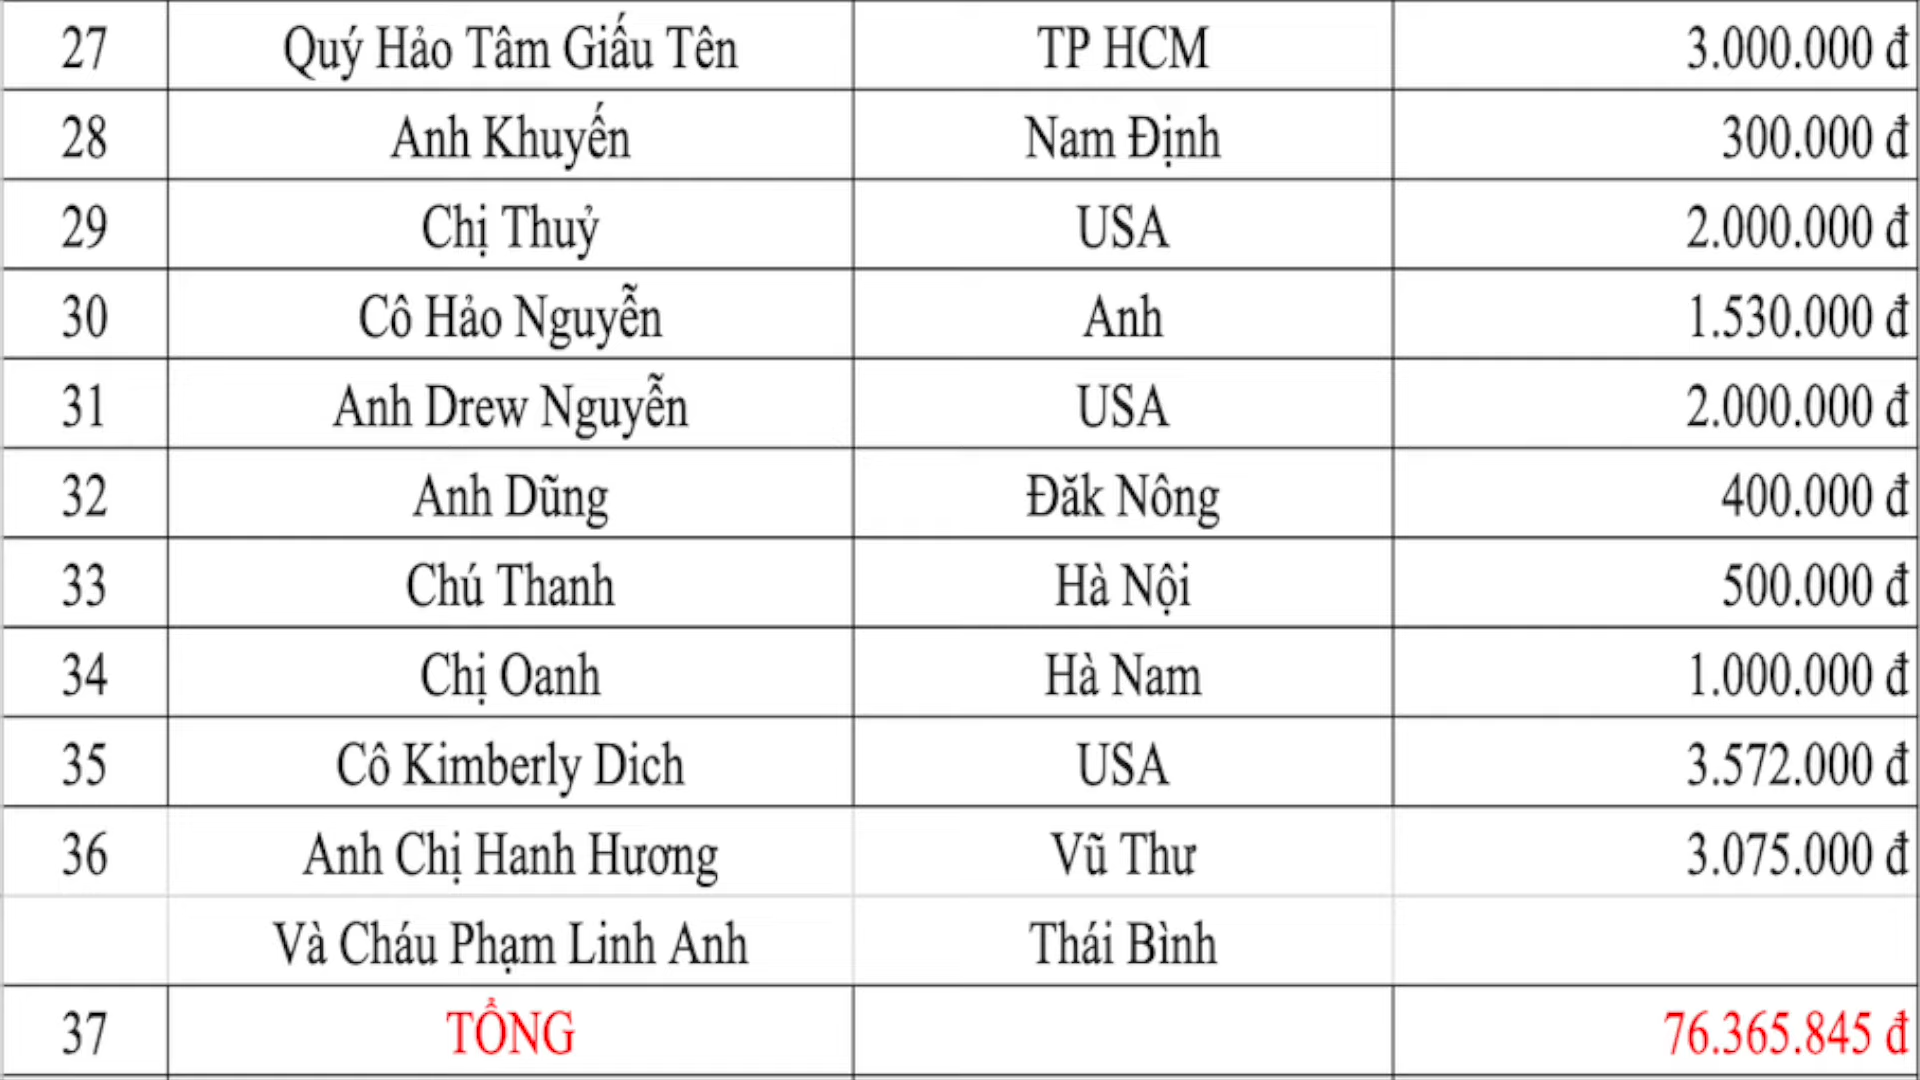 27 Quý Hảo Tâm Giấu Tên TP HCM 3.000.000 đ
28 Anh Khuyến Nam Định 300.000 đ
29 Chị Thuỷ USA 2.000.000 đ
30 Cô Hảo Nguyễn Anh 1.530.000 đ
31 Anh Drew Nguyễn USA 2.000.000 đ
32 Anh Dũng Đăk Nông 400.000 đ
33 Chú Thanh Hà Nội 500.000 đ
34 Chị Oanh Hà Nam 1.000.000 đ
35 Cô Kimberly Dich USA 3.572.000 đ
36 Anh Chị Hanh Hương Vũ Thư 3.075.000 đ
Và Cháu Phạm Linh Anh Thái Bình
37 TỔNG 76.365.845 đ